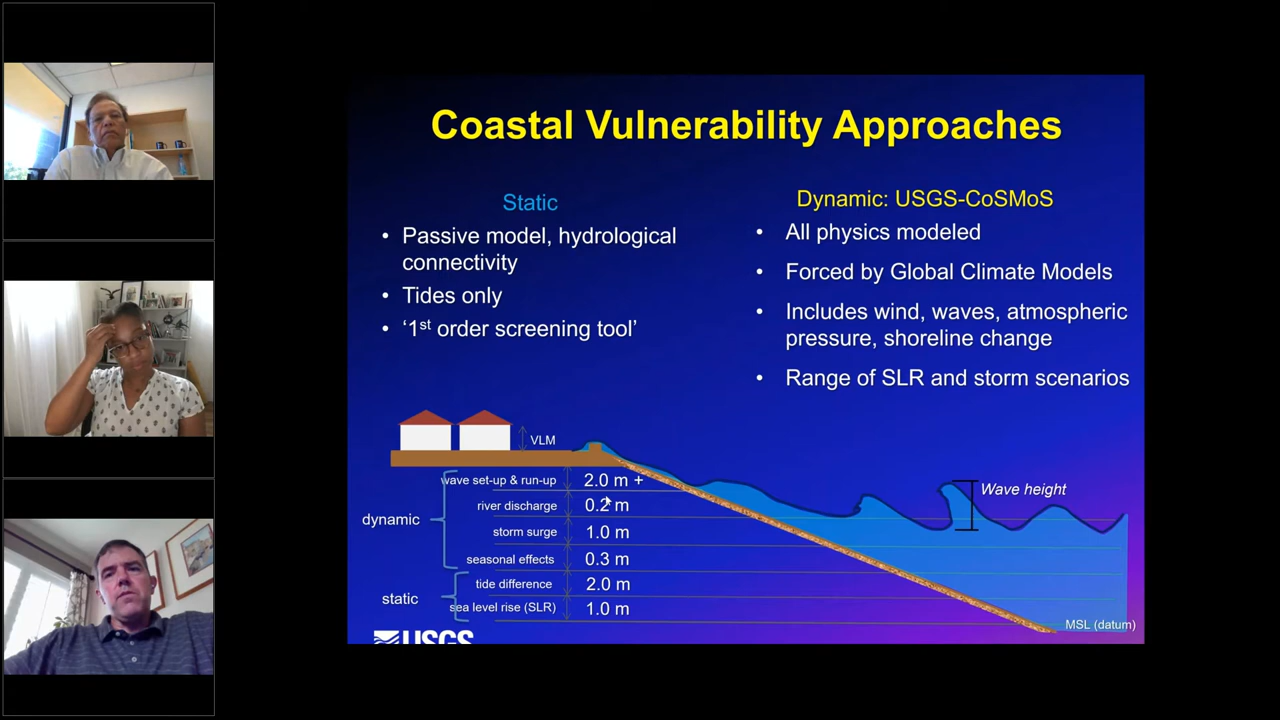 Coastal Vulnerability Approaches
Static
• Passive model, hydrological
connectivity
• Tides only
• ‘1st order screening tool’
Dynamic: USGS-CoSMoS
• All physics modeled
• Forced by Global Climate Models
• Includes wind, waves, atmospheric
pressure, shoreline change
• Range of SLR and storm scenarios
VLM
wave set-up & run-up 2.0 m +
river discharge 0.2 m
dynamic
storm surge 1.0 m
seasonal effects 0.3 m
tide difference 2.0 m
static
sea level rise (SLR) 1.0 m
Wave height
MSL (datum)
USGS